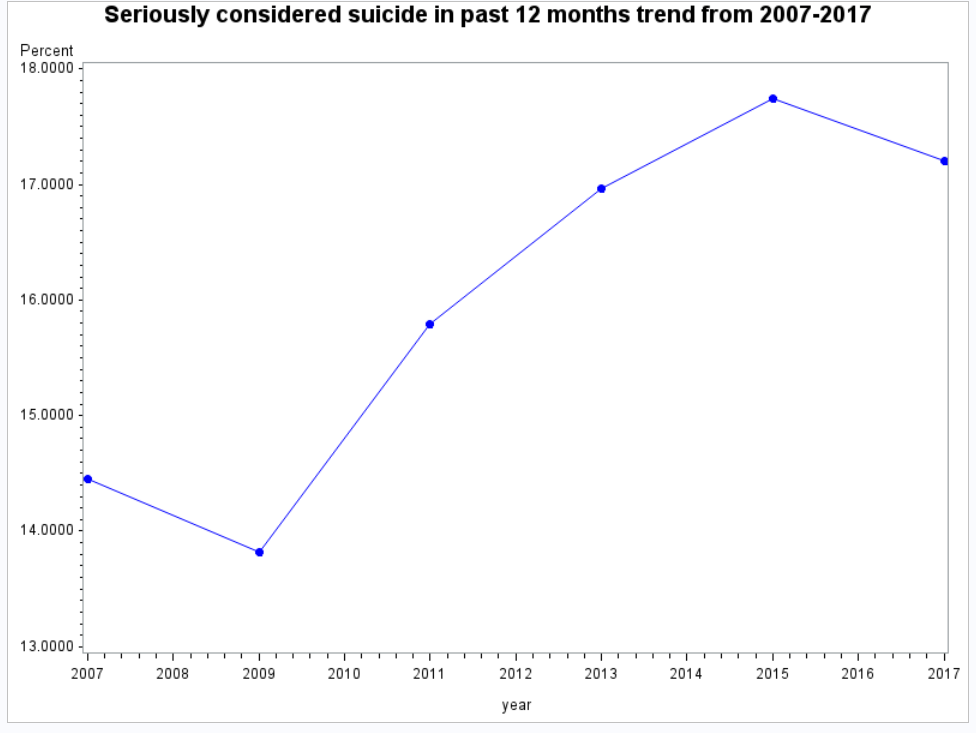 Seriously considered suicide in past 12 months trend from 2007-2017
Percent
18.0000
17.0000
16.0000
15.0000
14.0000
13.0000
2007 2008 2009 2010 2011 2012 2013 2014 2015 2016 2017
year